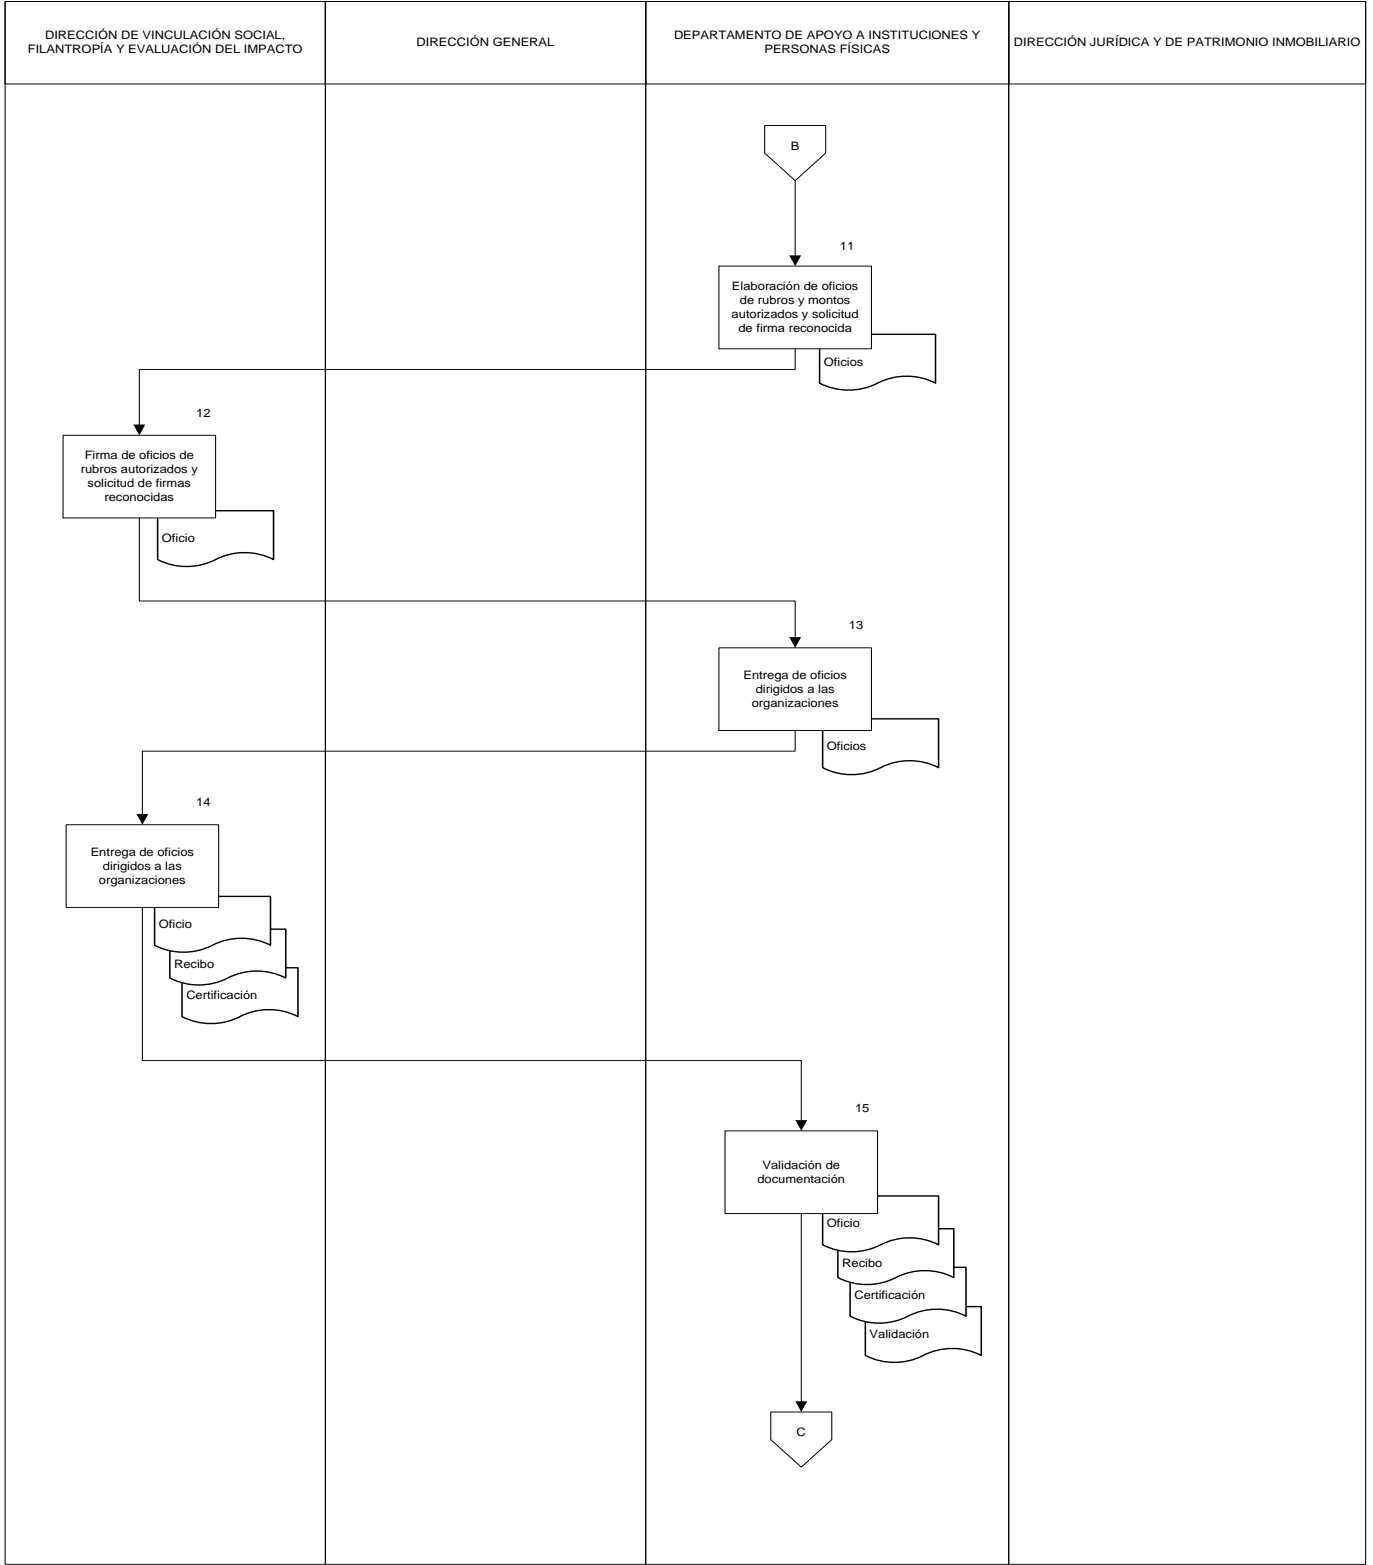 DIRECCIÓN DE VINCULACIÓN SOCIAL,
FILANTROPÍA Y EVALUACIÓN DEL IMPACTO
DIRECCIÓN GENERAL
DEPARTAMENTO DE APOYO A INSTITUCIONES Y
PERSONAS FÍSICAS
DIRECCIÓN JURÍDICA Y DE PATRIMONIO INMOBILIARIO
B
11
Elaboración de oficios
de rubros y montos
autorizados y solicitud
de firma reconocida
Oficios
12
Firma de oficios de
rubros autorizados y
solicitud de firmas
reconocidas
Oficio
13
Entrega de oficios
dirigidos a las
organizaciones
Oficios
14
Entrega de oficios
dirigidos a las
organizaciones
Oficio
Recibo
Certificación
15
Validación de
documentación
Oficio
Recibo
Certificación
Validación
C